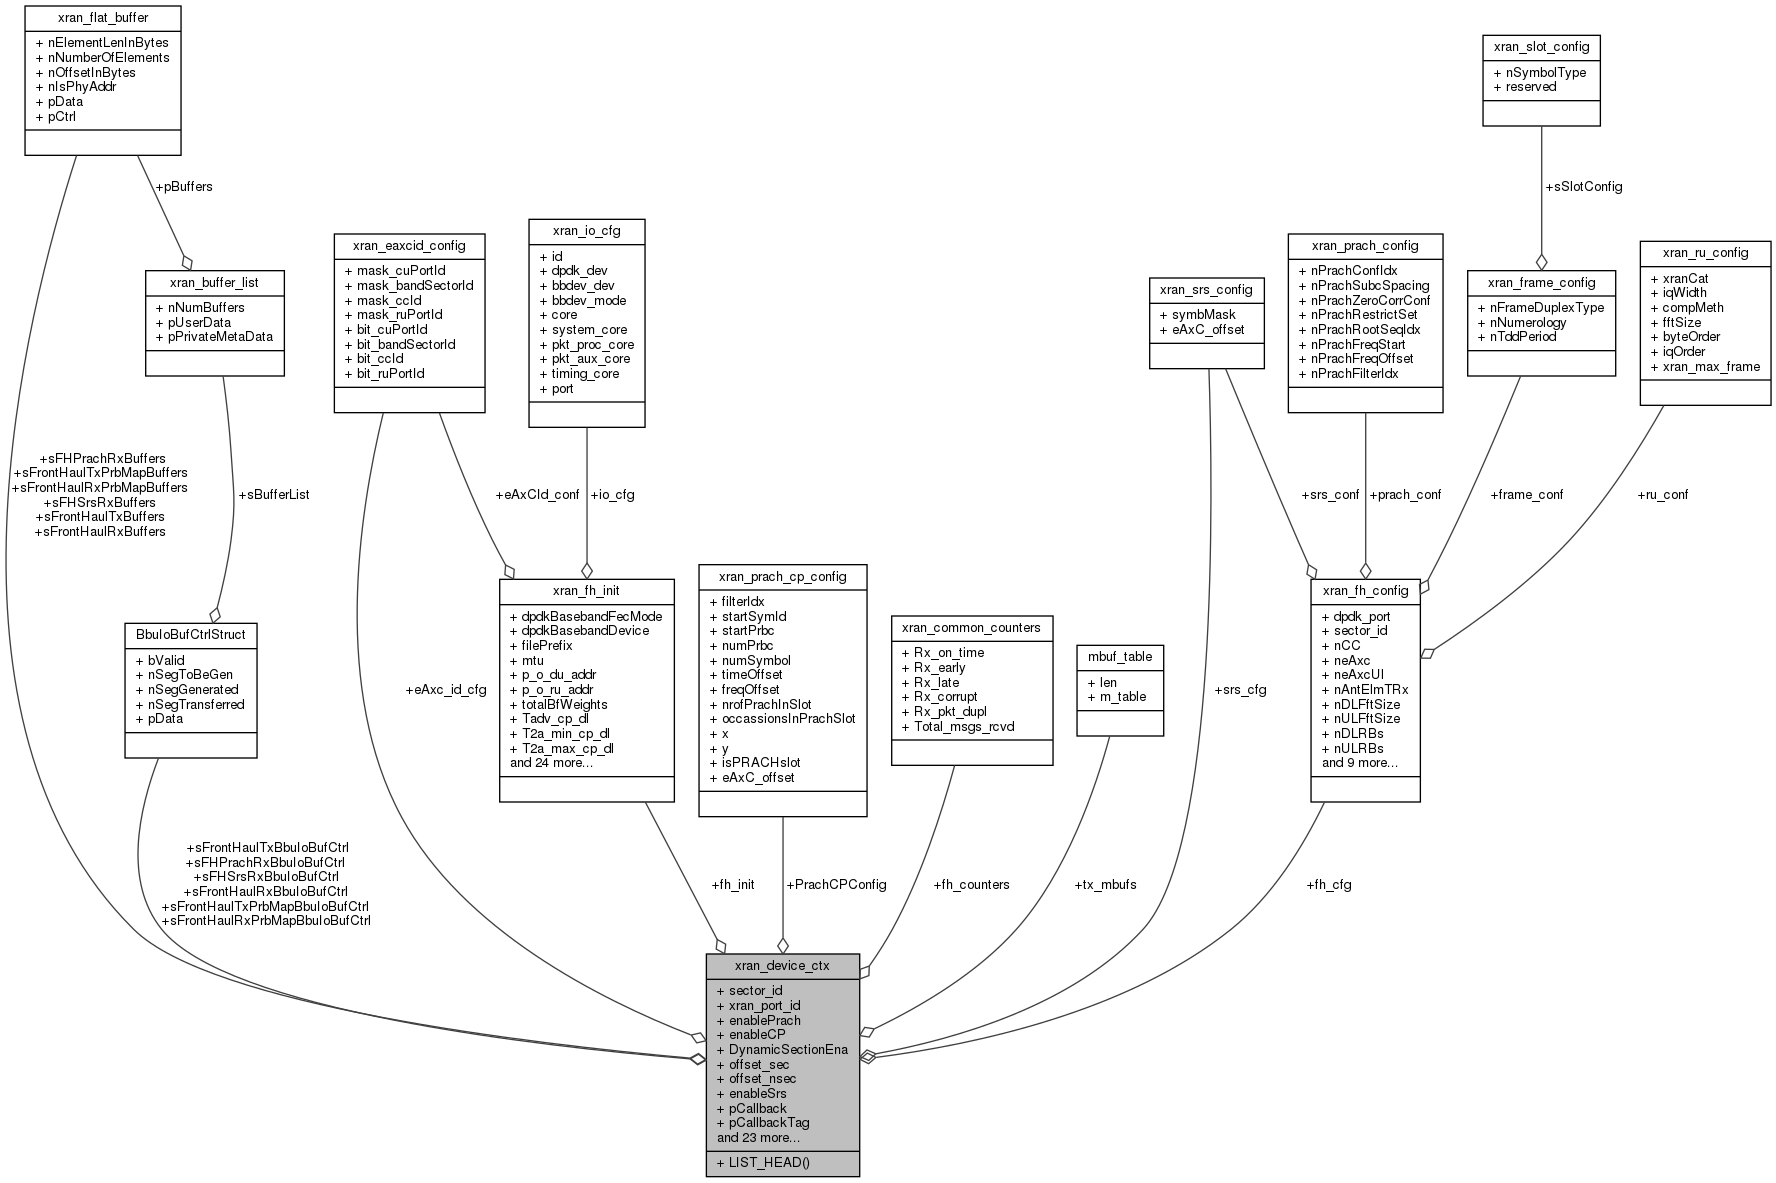 xran_flat_buffer
+ nElementLenInBytes
+ nNumberOfElements
+ nOffsetInBytes
+ nIsPhyAddr
+ pData
+ pCtrl
xran_slot_config
+ nSymbolType
+ reserved
+pBuffers
+sSlotConfig
xran_buffer_list
+ nNumBuffers
+ pUserData
+ pPrivateMetaData
xran_eaxcid_config
+ mask_cuPortId
+ mask_bandSectorId
+ mask_ccId
+ mask_ruPortId
+ bit_cuPortId
+ bit_bandSectorId
+ bit_ccId
+ bit_ruPortId
xran_io_cfg
+ id
+ dpdk_dev
+ bbdev_dev
+ bbdev_mode
+ core
+ system_core
+ pkt_proc_core
+ pkt_aux_core
+ timing_core
+ port
xran_srs_config
+ symbMask
+ eAxC_offset
xran_prach_config
+ nPrachConfIdx
+ nPrachSubcSpacing
+ nPrachZeroCorrConf
+ nPrachRestrictSet
+ nPrachRootSeqIdx
+ nPrachFreqStart
+ nPrachFreqOffset
+ nPrachFilterIdx
xran_frame_config
+ nFrameDuplexType
+ nNumerology
+ nTddPeriod
xran_ru_config
+ xranCat
+ iqWidth
+ compMeth
+ fftSize
+ byteOrder
+ iqOrder
+ xran_max_frame
+sFHPrachRxBuffers
+sFrontHaulTxPrbMapBuffers
+sFrontHaulRxPrbMapBuffers
+sFHSrsRxBuffers
+sFrontHaulTxBuffers
+sFrontHaulRxBuffers
+sBufferList
+eAxCId_conf
+io_cfg
+srs_conf
+prach_conf
+frame_conf
+ru_conf
BbuIoBufCtrlStruct
+ bValid
+ nSegToBeGen
+ nSegGenerated
+ nSegTransferred
+ pData
+eAxc_id_cfg
xran_fh_init
+ dpdkBasebandFecMode
+ dpdkBasebandDevice
+ filePrefix
+ mtu
+ p_o_du_addr
+ p_o_ru_addr
+ totalBfWeights
+ Tadv_cp_dl
+ T2a_min_cp_dl
+ T2a_max_cp_dl
and 24 more...
xran_prach_cp_config
+ filterIdx
+ startSymId
+ startPrbc
+ numPrbc
+ numSymbol
+ timeOffset
+ freqOffset
+ nrofPrachInSlot
+ occassionsInPrachSlot
+ x
+ y
+ isPRACHslot
+ eAxC_offset
xran_common_counters
+ Rx_on_time
+ Rx_early
+ Rx_late
+ Rx_corrupt
+ Rx_pkt_dupl
+ Total_msgs_rcvd
mbuf_table
+ len
+ m_table
+srs_cfg
xran_fh_config
+ dpdk_port
+ sector_id
+ nCC
+ neAxc
+ neAxcUl
+ nAntElmTRx
+ nDLFftSize
+ nULFftSize
+ nDLRBs
+ nULRBs
and 9 more...
+sFrontHaulTxBbuIoBufCtrl
+sFHPrachRxBbuIoBufCtrl
+sFHSrsRxBbuIoBufCtrl
+sFrontHaulRxBbuIoBufCtrl
+sFrontHaulTxPrbMapBbuIoBufCtrl
+sFrontHaulRxPrbMapBbuIoBufCtrl
+fh_init
+PrachCPConfig
+fh_counters
+tx_mbufs
+fh_cfg
xran_device_ctx
+ sector_id
+ xran_port_id
+ enablePrach
+ enableCP
+ DynamicSectionEna
+ offset_sec
+ offset_nsec
+ enableSrs
+ pCallback
+ pCallbackTag
and 23 more...
+ LIST_HEAD()